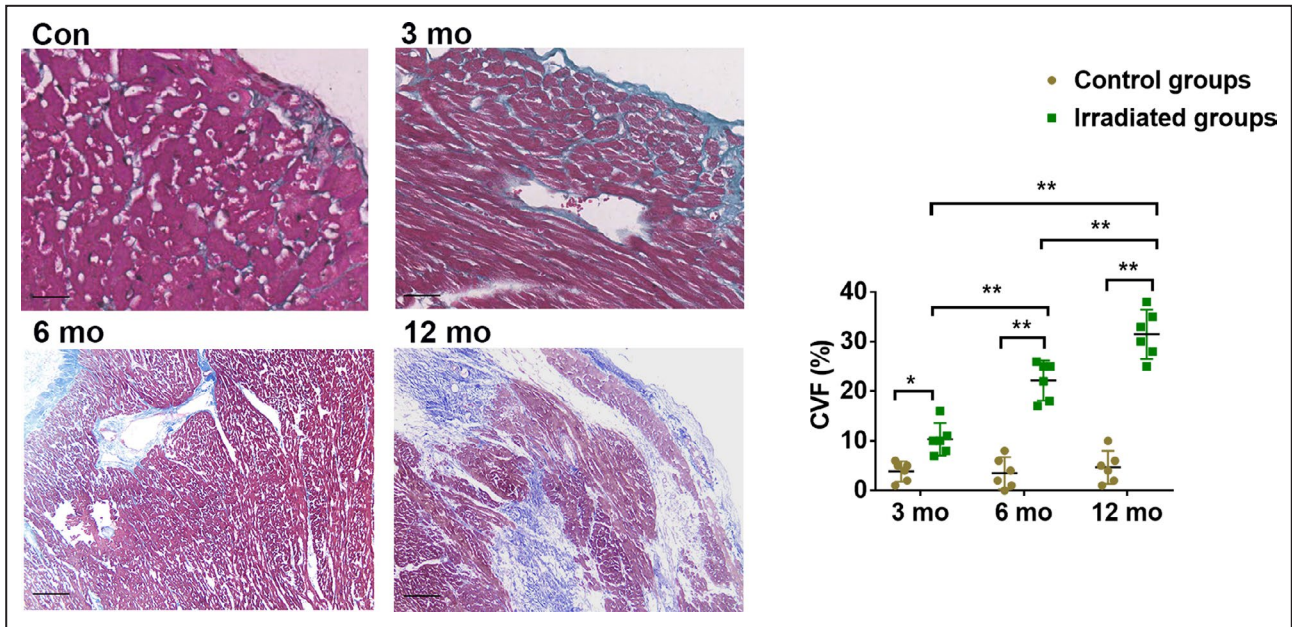 Con
3 mo
6 mo
12 mo
Control groups
Irradiated groups
**
**
**
**
**
*
CVF (%)
40
30
20
10
0
3 mo
6 mo
12 mo